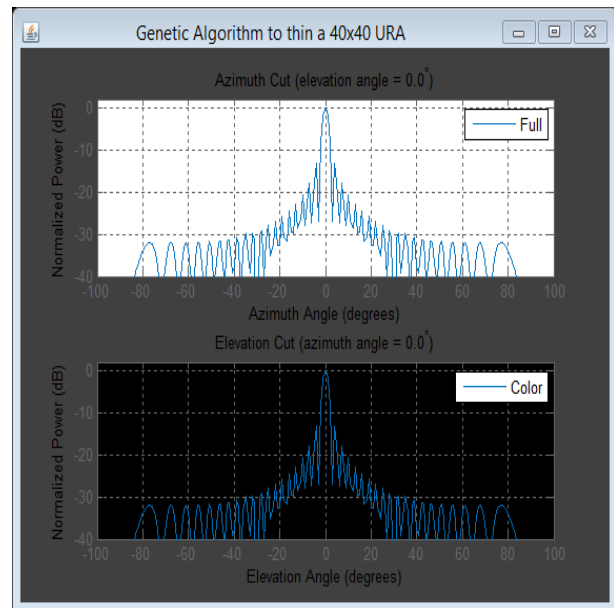 Genetic Algorithm to thin a 40x40 URA
Azimuth Cut (elevation angle = 0.0°)
Normalized Power (dB)
0
-10
-20
-30
-40
Full
-100 -80 -60 -40 -20 0 20 40 60 80 100
Azimuth Angle (degrees)
Elevation Cut (azimuth angle = 0.0°)
Normalized Power (dB)
0
-10
-20
-30
-40
Color
-100 -80 -60 -40 -20 0 20 40 60 80 100
Elevation Angle (degrees)